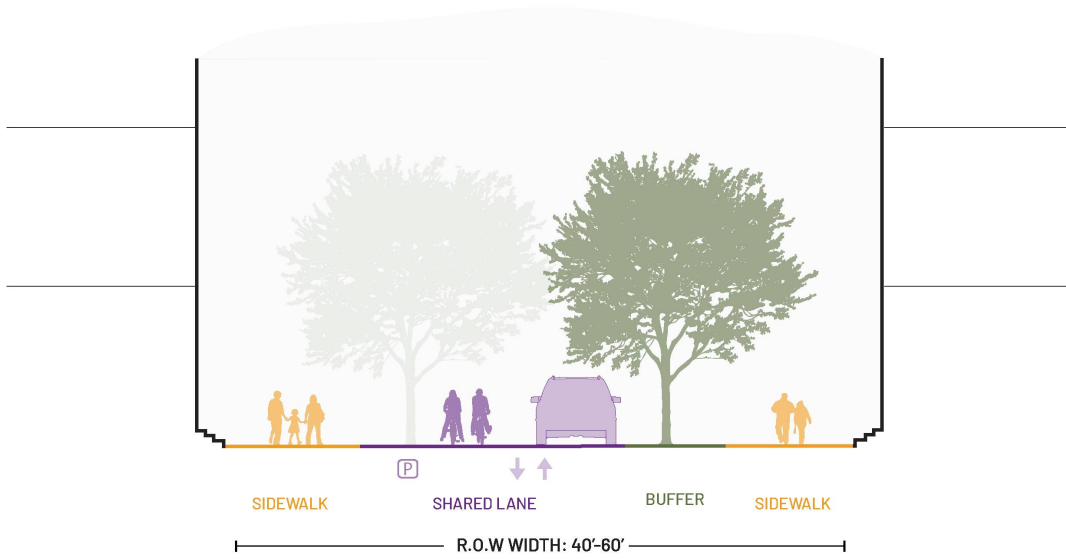 P
SIDEWALK
SHARED LANE
BUFFER
SIDEWALK
R.O.W WIDTH: 40'-60'